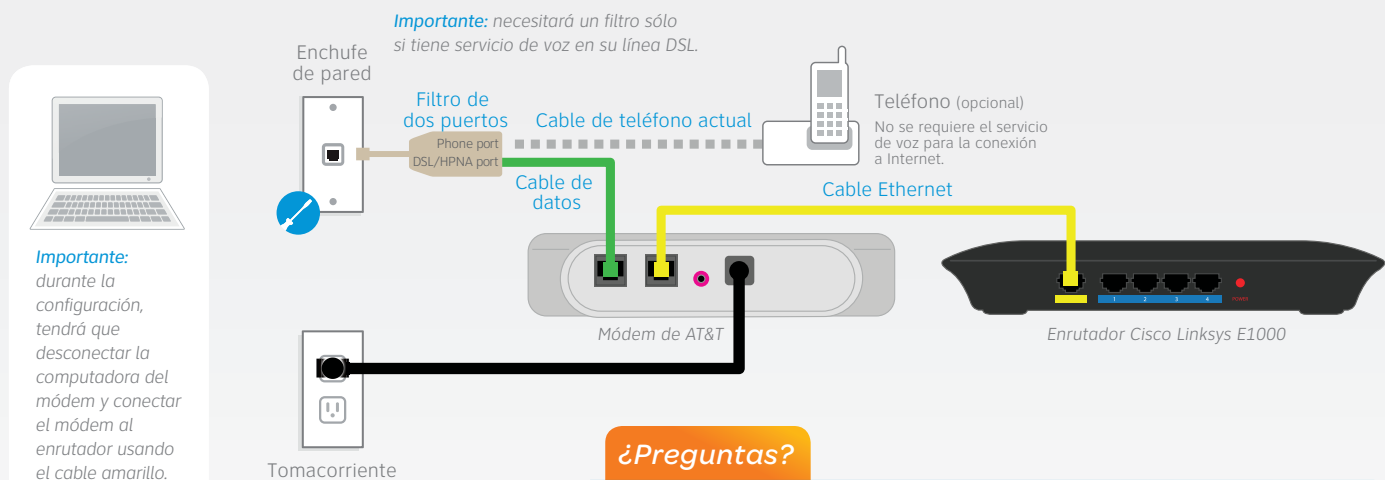 Importante: necesitará un filtro sólo
si tiene servicio de voz en su línea DSL.
Enchufe
de pared
Filtro de
dos puertos
Phone port
DSL/HPNA port
Cable de teléfono actual
Teléfono (opcional)
No se requiere el servicio
de voz para la conexión
a Internet.
Cable de
datos
Cable Ethernet
Importante:
durante la
configuración,
tendrá que
desconectar la
computadora del
módem y conectar
el módem al
enrutador usando
el cable amarillo.
1 2 3 4 POWER
Módem de AT&T
Enrutador Cisco Linksys E1000
Tomacorriente
¿Preguntas?